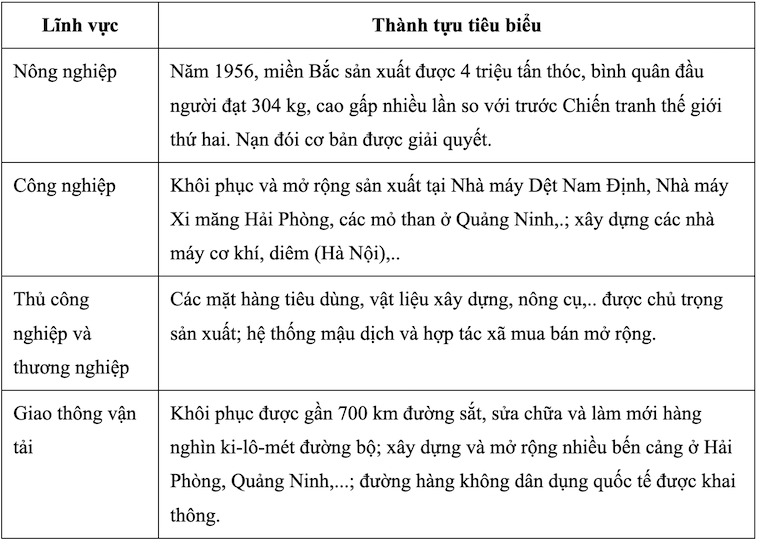 Lĩnh vực
Thành tựu tiêu biểu
Nông nghiệp
Năm 1956, miền Bắc sản xuất được 4 triệu tấn thóc, bình quân đầu
người đạt 304 kg, cao gấp nhiều lần so với trước Chiến tranh thế giới
thứ hai. Nạn đói cơ bản được giải quyết.
Công nghiệp
Khôi phục và mở rộng sản xuất tại Nhà máy Dệt Nam Định, Nhà máy
Xi măng Hải Phòng, các mỏ than ở Quảng Ninh,.; xây dựng các nhà
máy cơ khí, diêm (Hà Nội),..
Thủ công
nghiệp và
thương nghiệp
Các mặt hàng tiêu dùng, vật liệu xây dựng, nông cụ,.. được chủ trọng
sản xuất; hệ thống mậu dịch và hợp tác xã mua bán mở rộng.
Giao thông vận
tải
Khôi phục được gần 700 km đường sắt, sửa chữa và làm mới hàng
nghìn ki-lô-mét đường bộ; xây dựng và mở rộng nhiều bến cảng ở Hải
Phòng, Quảng Ninh,...; đường hàng không dân dụng quốc tế được khai
thông.